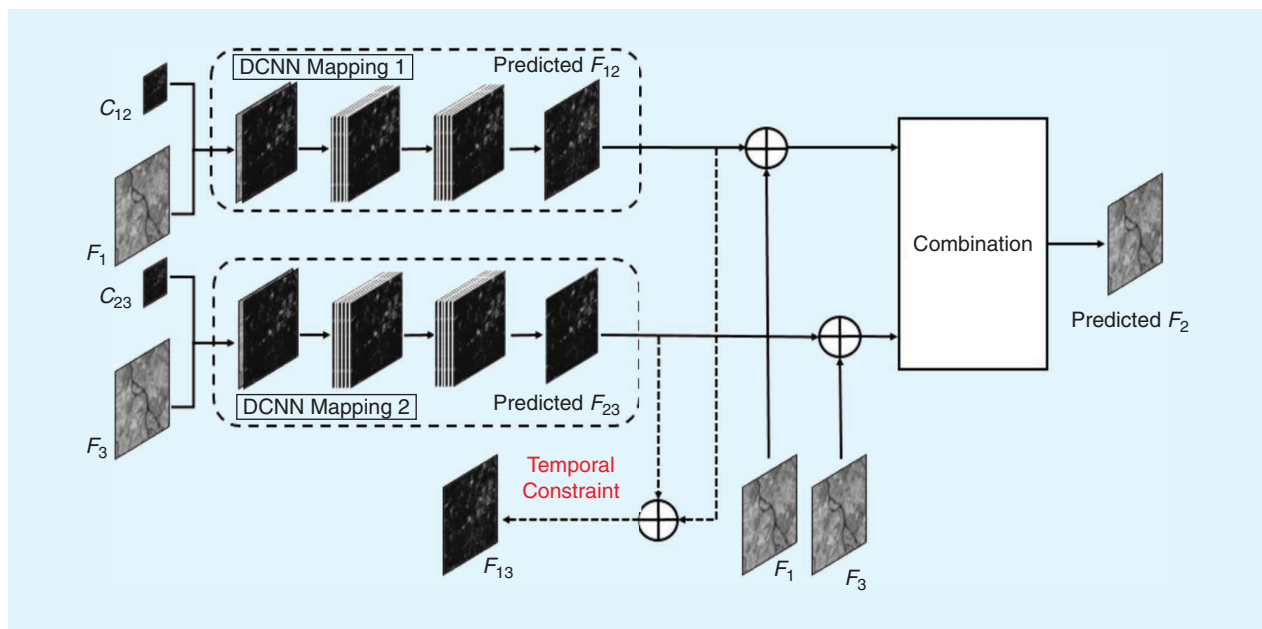 DCNN Mapping 1
Predicted F12
C12
F1
C23
F3
DCNN Mapping 2
Predicted F23
Combination
Predicted F2
Temporal
Constraint
F13
F1
F3